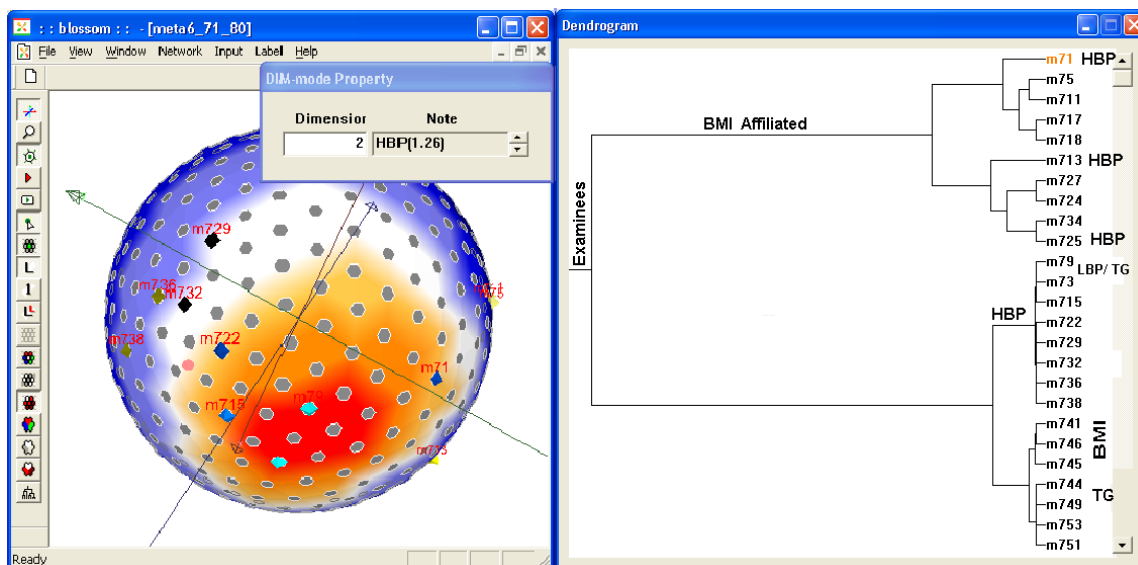 : : blossom : : - [meta6_71_80]
File View Window Network Input Label Help
DIM-mode Property
Dimension Note
2 HBP(1.26)
m729
m736
m732
m75
m738
m722
m71
m79
m715
Ready
Dendrogram
Examinees
BMI Affiliated
HBP
m71 HBP
m75
m711
m717
m718
m713 HBP
m727
m724
m734
m725 HBP
m79
LBP/ TG
m73
m715
m722
m729
m732
m736
m738
m741
m746
BMI
m745
m744
TG
m749
m753
m751